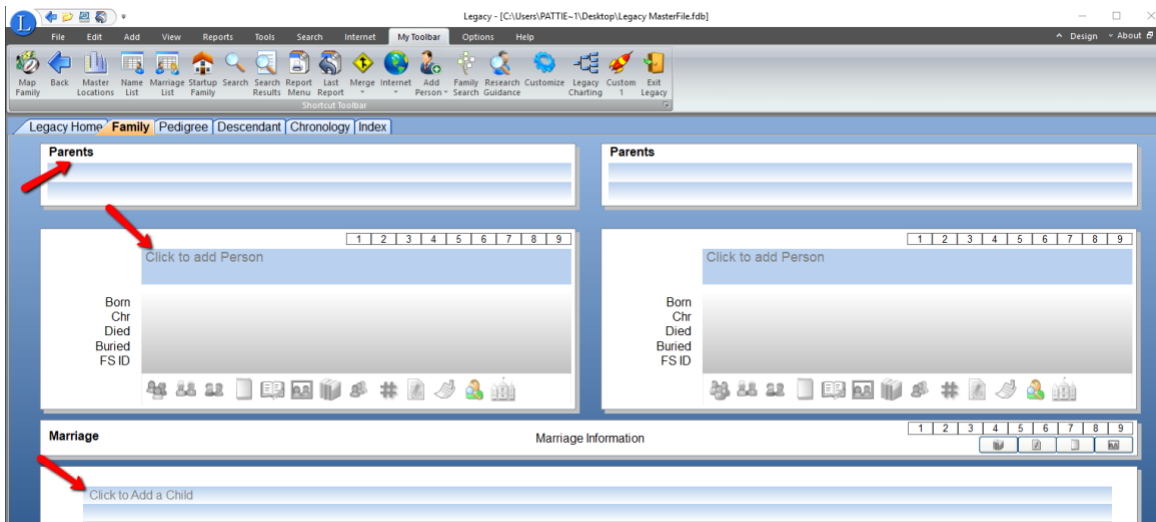 L
Legacy - [C:\Users\PATTIE~1\Desktop\Legacy MasterFile.fdb]
File Edit Add View Reports Tools Search Internet My Toolbar Options Help
Design About
Map Family Back Master Locations Name List Marriage List Startup Family Search Search Results Report Menu Last Report Merge Internet Add Person Family Search Research Guidance Customize Legacy Charting Custom 1 Exit Legacy
Shortcut Toolbar
Legacy Home Family Pedigree Descendant Chronology Index
Parents Parents
1 2 3 4 5 6 7 8 9 1 2 3 4 5 6 7 8 9
Click to add Person Click to add Person
Born Born
Chr Chr
Died Died
Buried Buried
FS ID FS ID
1 2 3 4 5 6 7 8 9
Marriage Marriage Information
Click to Add a Child